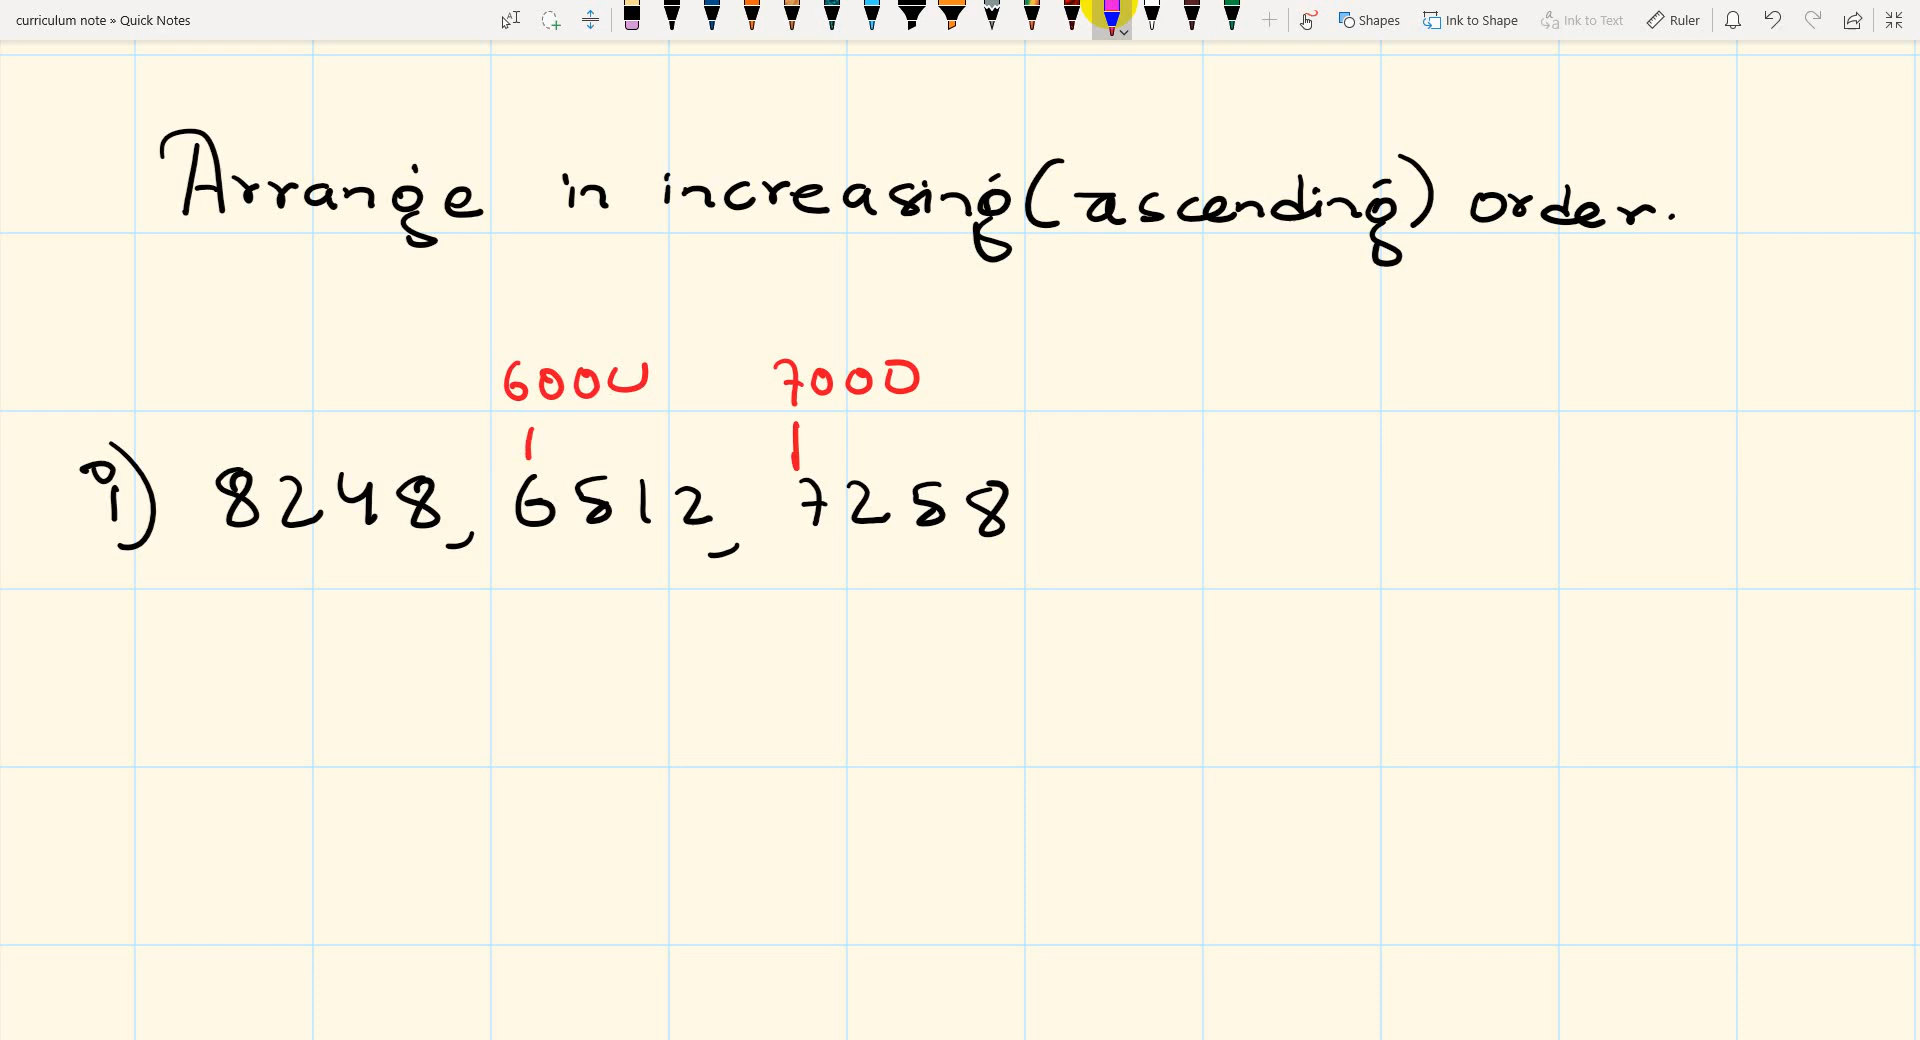 curriculum note » Quick Notes Shapes Ink to Shape Ink to Text Ruler
Arrange in increasing (ascending) order.
6000 7000
i) 8248, 6512, 7258